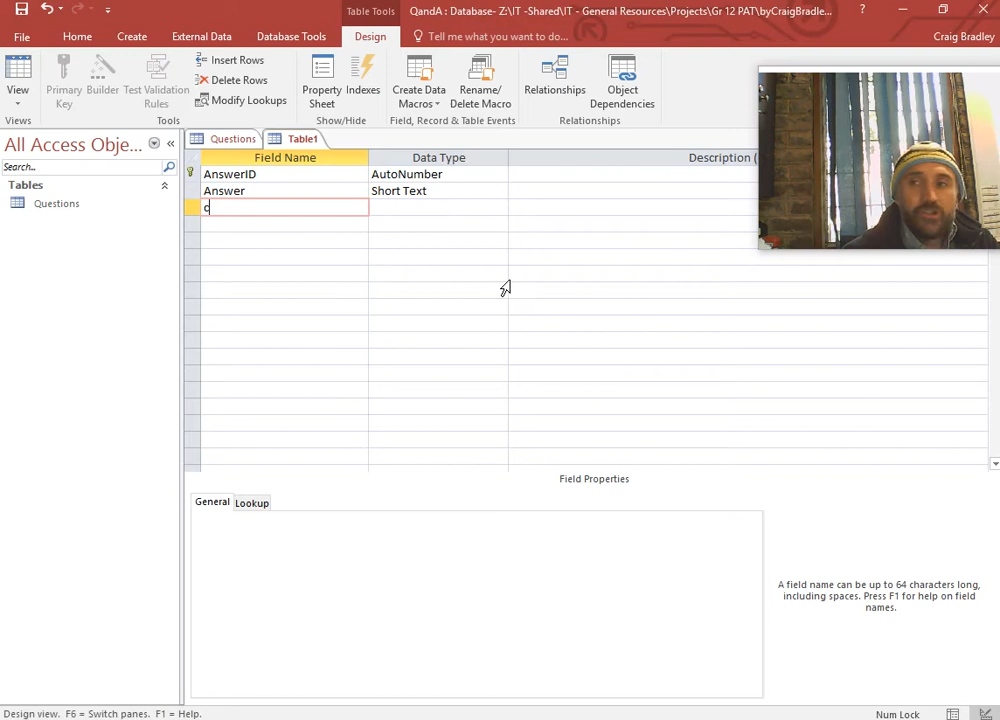 Table Tools
QandA : Database- Z:\IT -Shared\IT - General Resources\Projects\Gr 12 PAT\byCraigBradle...
?
File
Home
Create
External Data
Database Tools
Design
Tell me what you want to do...
Craig Bradley
View
Primary Key
Builder
Test Validation Rules
Insert Rows
Delete Rows
Modify Lookups
Property Sheet
Indexes
Create Data Macros
Rename/ Delete Macro
Relationships
Object Dependencies
Views
Tools
Show/Hide
Field, Record & Table Events
Relationships
All Access Obje...
Search...
Tables
Questions
Questions
Table1
Field Name
Data Type
Description (
AnswerID
AutoNumber
Answer
Short Text
c
Field Properties
General
Lookup
A field name can be up to 64 characters long,
including spaces. Press F1 for help on field
names.
Design view. F6 = Switch panes. F1 = Help.
Num Lock